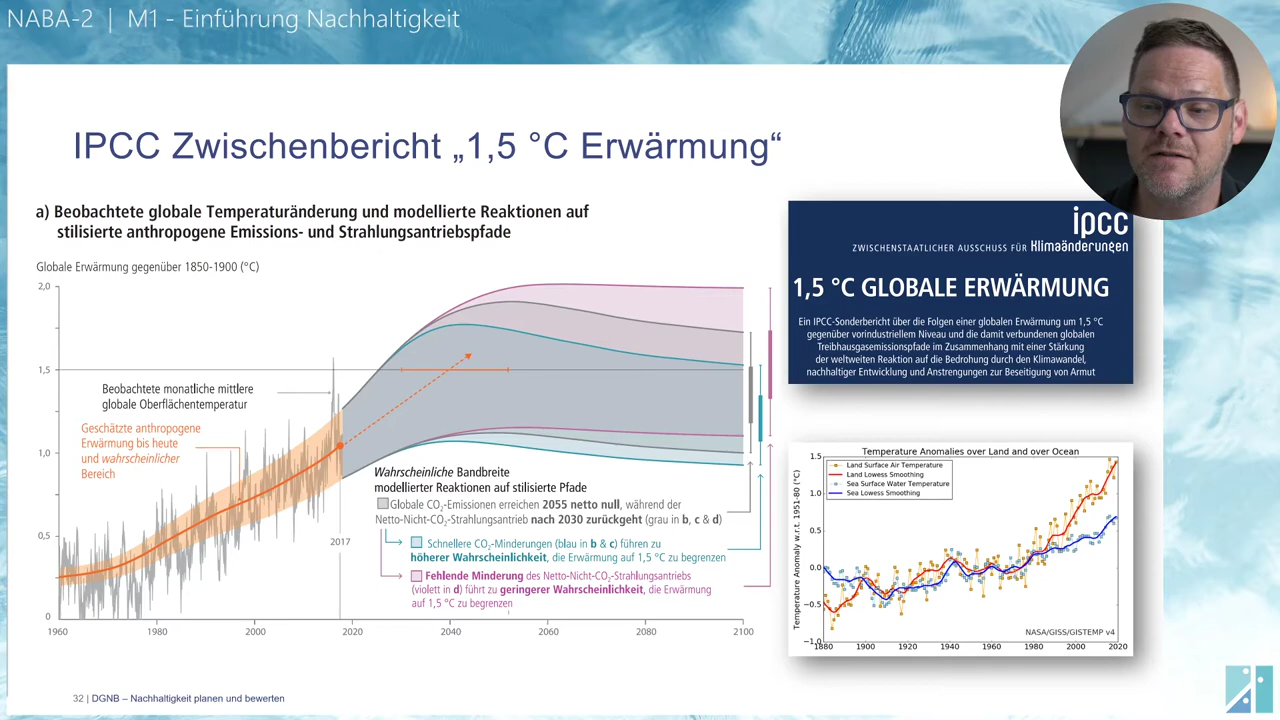 NABA-2 | M1 - Einführung Nachhaltigkeit
IPCC Zwischenbericht „1,5 °C Erwärmung“
a) Beobachtete globale Temperaturänderung und modellierte Reaktionen auf
stilisierte anthropogene Emissions- und Strahlungsantriebspfade
Globale Erwärmung gegenüber 1850-1900 (°C)
2,0
1,5
1,0
0,5
0
Beobachtete monatliche mittlere
globale Oberflächentemperatur
Geschätzte anthropogene
Erwärmung bis heute
und wahrscheinlicher
Bereich
2017
Wahrscheinliche Bandbreite
modellierter Reaktionen auf stilisierte Pfade
Globale CO₂-Emissionen erreichen 2055 netto null, während der
Netto-Nicht-CO₂-Strahlungsantrieb nach 2030 zurückgeht (grau in b, c & d)
Schnellere CO₂-Minderungen (blau in b & c) führen zu
höherer Wahrscheinlichkeit, die Erwärmung auf 1,5 °C zu begrenzen
Fehlende Minderung des Netto-Nicht-CO₂-Strahlungsantriebs
(violett in d) führt zu geringerer Wahrscheinlichkeit, die Erwärmung
auf 1,5 °C zu begrenzen
1960 1980 2000 2020 2040 2060 2080 2100
ipcc
ZWISCHENSTAATLICHER AUSSCHUSS FÜR Klimaänderungen
1,5 °C GLOBALE ERWÄRMUNG
Ein IPCC-Sonderbericht über die Folgen einer globalen Erwärmung um 1,5 °C
gegenüber vorindustriellem Niveau und die damit verbundenen globalen
Treibhausgasemissionspfade im Zusammenhang mit einer Stärkung
der weltweiten Reaktion auf die Bedrohung durch den Klimawandel,
nachhaltiger Entwicklung und Anstrengungen zur Beseitigung von Armut
Temperature Anomalies over Land and over Ocean
Temperature Anomaly w.r.t. 1951-80 (°C)
1.5
1.0
0.5
0.0
−0.5
−1.0
Land Surface Air Temperature
Land Lowess Smoothing
Sea Surface Water Temperature
Sea Lowess Smoothing
NASA/GISS/GISTEMP v4
1880 1900 1920 1940 1960 1980 2000 2020
32 | DGNB – Nachhaltigkeit planen und bewerten